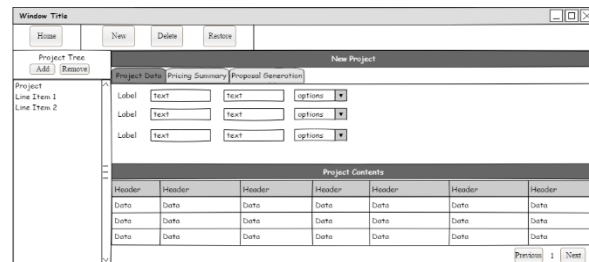 Window Title
Home New Delete Restore
Project Tree
Add Remove
Project
Line Item 1
Line Item 2
New Project
Project Data Pricing Summary Proposal Generation
Label text text options
Label text text options
Label text text options
Project Contents
Header Header Header Header Header Header Header
Data Data Data Data Data Data Data
Data Data Data Data Data Data Data
Data Data Data Data Data Data Data
Previous 1 Next